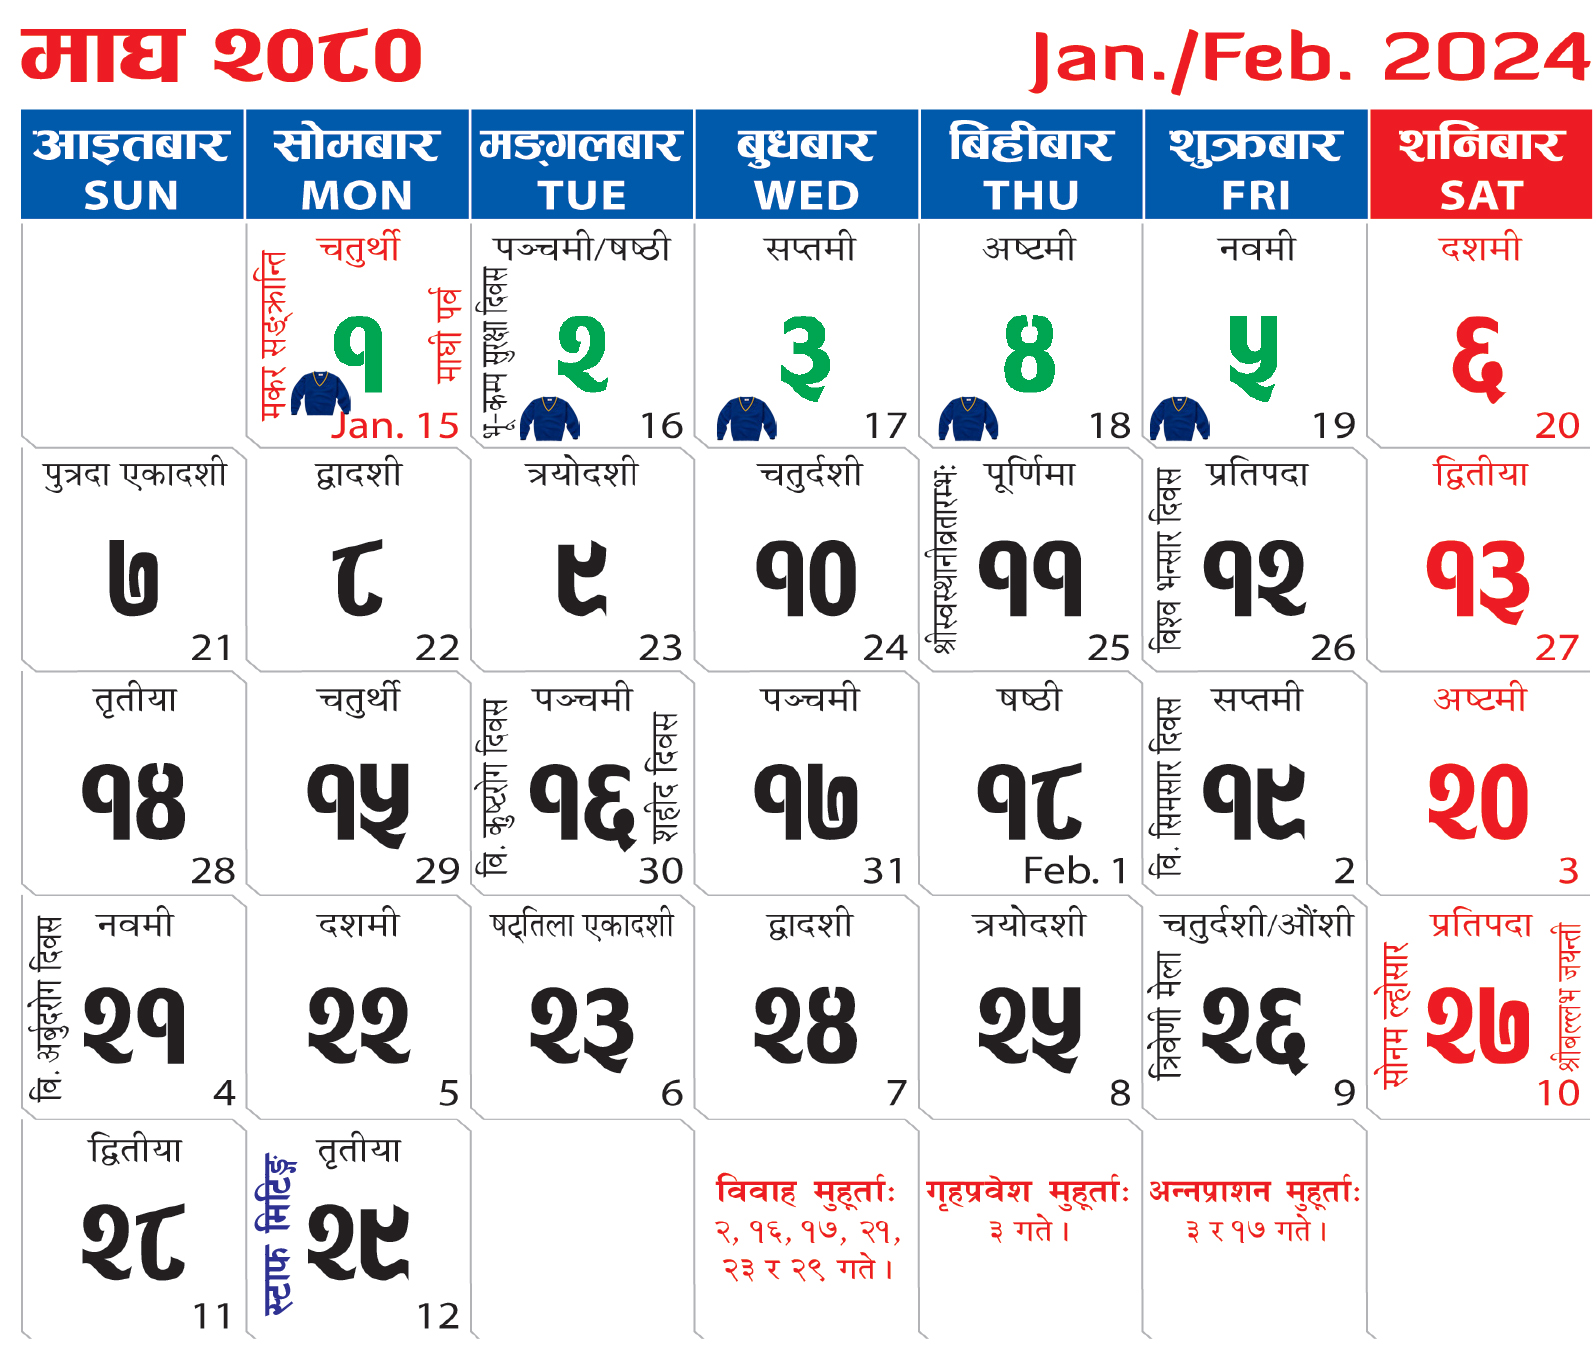 माघ २०८०
Jan./Feb. 2024
आइतबार सोमबार मङ्गलबार बुधबार बिहीबार शुक्रबार शनिबार
SUN MON TUE WED THU FRI SAT
चतुर्थी पञ्चमी/षष्ठी सप्तमी अष्टमी नवमी दशमी
मकर सङ्क्रान्ति
माघी पर्व
भू-कम्प सुरक्षा दिवस
१ २ ३ ४ ५ ६
Jan. 15 16 17 18 19 20
पुत्रदा एकादशी द्वादशी त्रयोदशी चतुर्दशी पूर्णिमा प्रतिपदा द्वितीया
श्रीस्वस्थानीव्रतारम्भः
विश्व भन्सार दिवस
७ ८ ९ १० ११ १२ १३
21 22 23 24 25 26 27
तृतीया चतुर्थी पञ्चमी पञ्चमी षष्ठी सप्तमी अष्टमी
वि. कुष्टरोग दिवस
शहीद दिवस
वि. सिमसार दिवस
१४ १५ १६ १७ १८ १९ २०
28 29 30 31 Feb. 1 2 3
नवमी दशमी षट्तिला एकादशी द्वादशी त्रयोदशी चतुर्दशी/औंशी प्रतिपदा
वि. अर्बुदरोग दिवस
त्रिवेणी मेला
सोनम ल्होसार
श्रीबल्लभ जयन्ती
२१ २२ २३ २४ २५ २६ २७
4 5 6 7 8 9 10
द्वितीया तृतीया
स्टाफ मिटिङ्ग
२८ २९
11 12
विवाह मुहूर्ताः
२, १६, १७, २१,
२३ र २९ गते ।
गृहप्रवेश मुहूर्ताः
३ गते ।
अन्नप्राशन मुहूर्ताः
३ र १७ गते ।